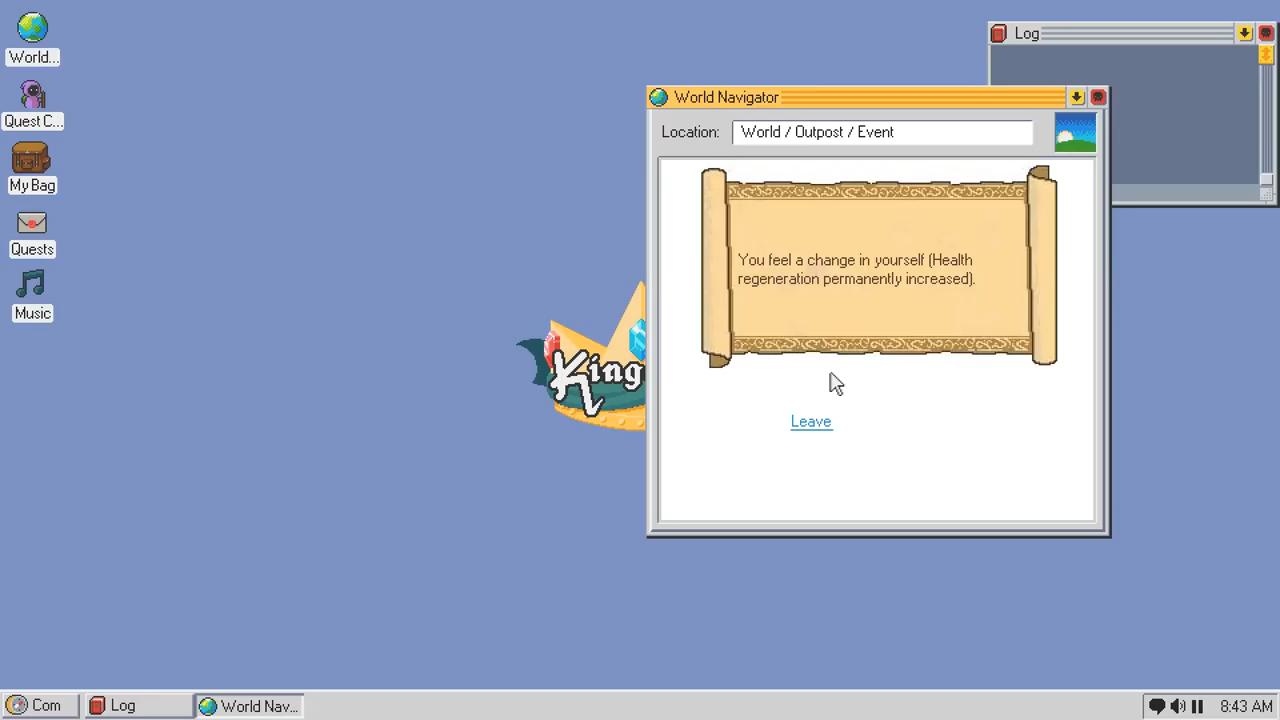 World...
Quest C...
My Bag
Quests
Music
King
Log
World Navigator
Location:
World / Outpost / Event
You feel a change in yourself (Health
regeneration permanently increased).
Leave
Com
Log
World Nav...
8:43 AM